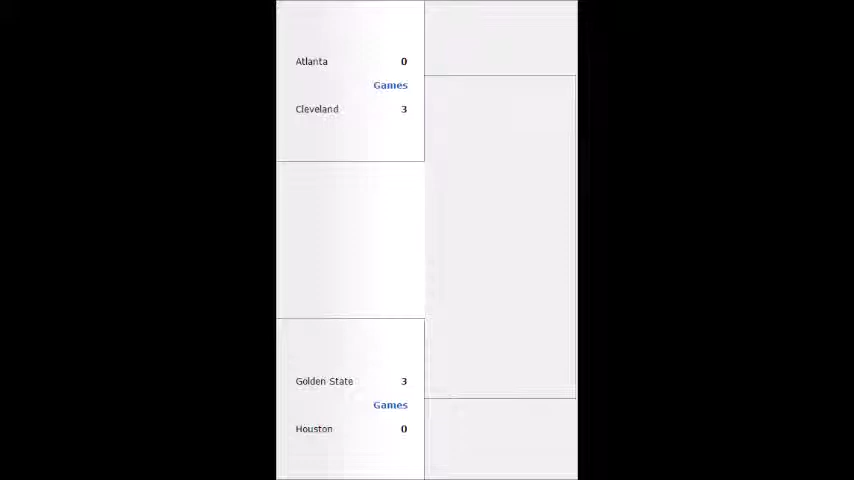 Atlanta 0
Games
Cleveland 3
Golden State 3
Games
Houston 0